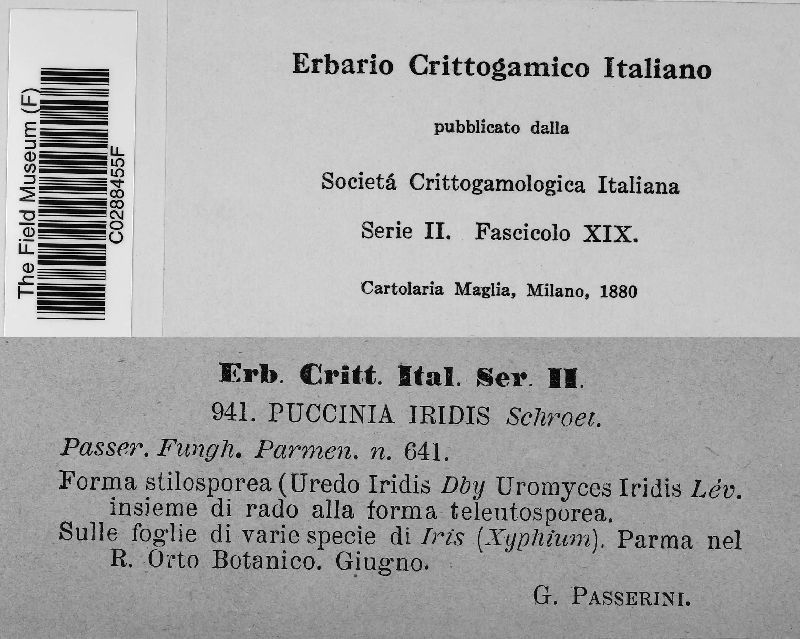 The Field Museum (F)
C0288455F
Erbario Crittogamico Italiano
pubblicato dalla
Societá Crittogamologica Italiana
Serie II. Fascicolo XIX.
Cartolaria Maglia, Milano, 1880
Erb. Critt. Ital. Ser. II.
941. PUCCINIA IRIDIS Schroet.
Passer. Fungh. Parmen. n. 641.
Forma stilosporea (Uredo Iridis Dby Uromyces Iridis Lév.
insieme di rado alla forma teleutosporea.
Sulle foglie di varie specie di Iris (Xyphium). Parma nel
R. Orto Botanico. Giugno.
G. PASSERINI.